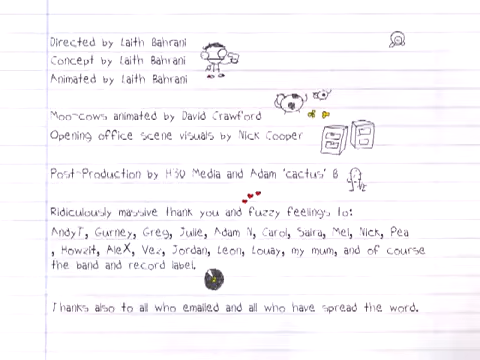 Directed by Laith Bahrani
Concept by Laith Bahrani
Animated by Laith Bahrani
Moo-cows animated by David Crawford
Opening office scene visuals by Nick Cooper
Post-Production by H30 Media and Adam 'cactus' B
Ridiculously massive thank you and fuzzy feelings to:
AndyT, Gurney, Greg, Julie, Adam N, Carol, Saira, Mel, Nick, Pea
, Howzit, AleX, Vez, Jordan, Leon, Louay, my mum, and of course
the band and record label.
Thanks also to all who emailed and all who have spread the word.